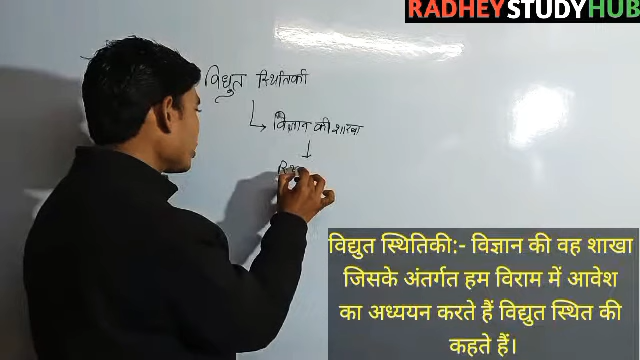 RADHEYSTUDYHUB
विद्युत स्थितिकी
विज्ञान की शाखा
विद्युत स्थितिकी:- विज्ञान की वह शाखा
जिसके अंतर्गत हम विराम में आवेश
का अध्ययन करते हैं विद्युत स्थित की
कहते हैं।